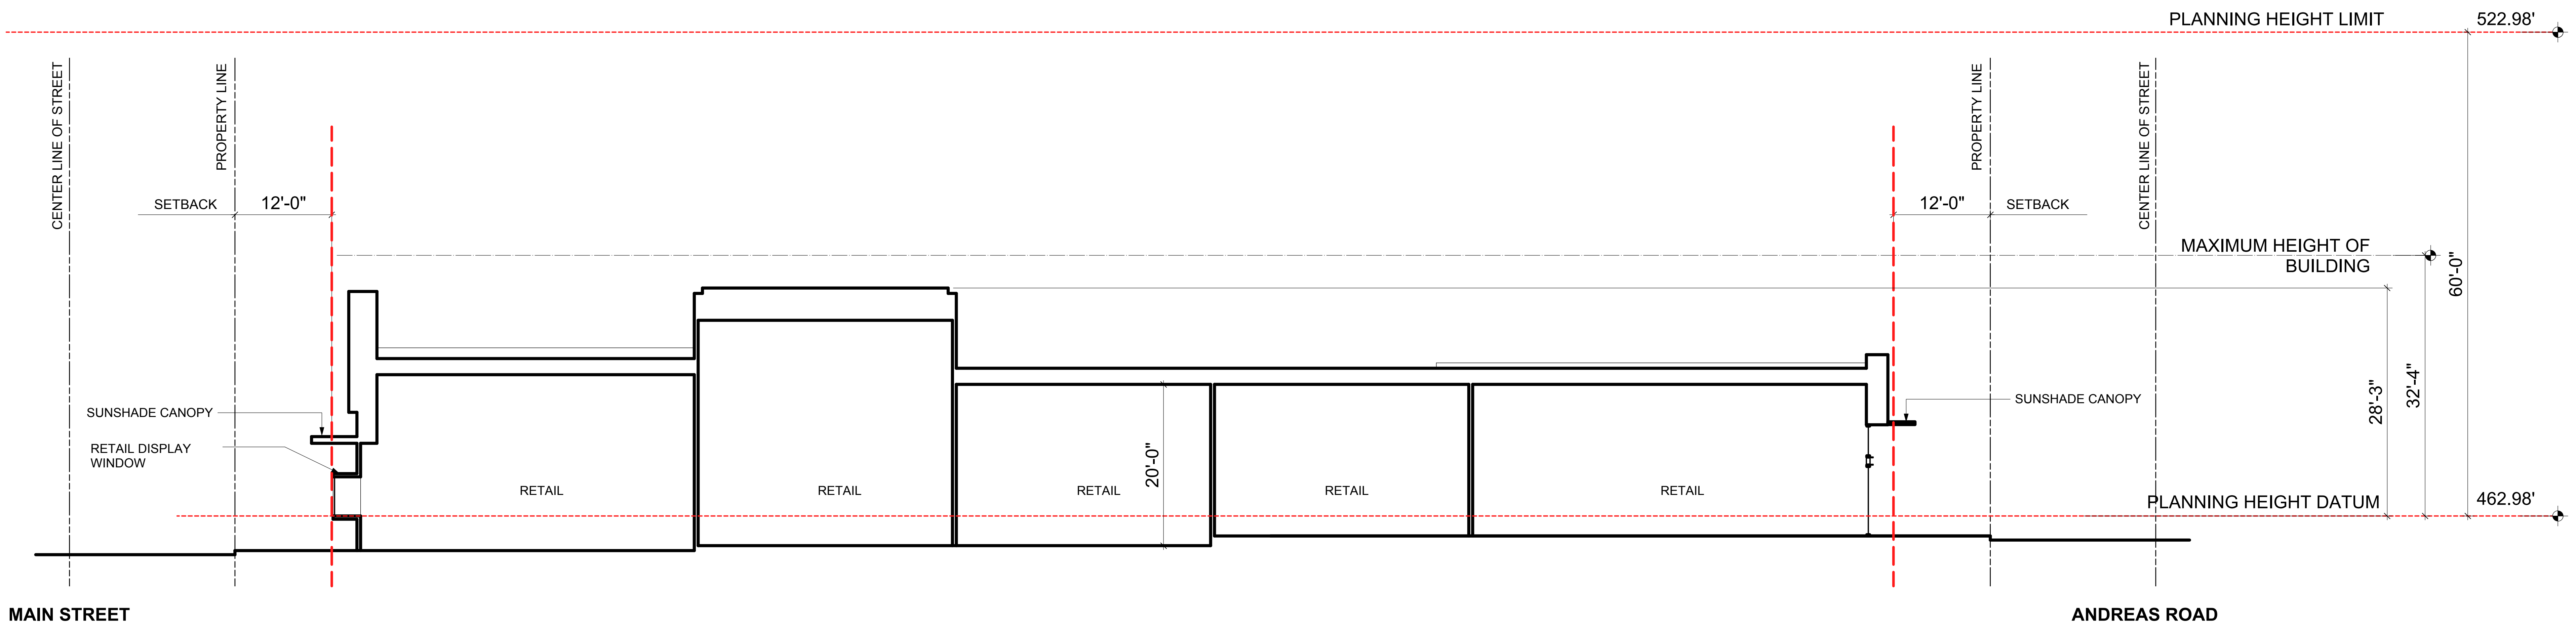 PLANNING HEIGHT LIMIT 522.98'
CENTER LINE OF STREET
PROPERTY LINE
PROPERTY LINE
CENTER LINE OF STREET
SETBACK 12'-0"
12'-0" SETBACK
MAXIMUM HEIGHT OF
BUILDING
60'-0"
32'-4"
28'-3"
SUNSHADE CANOPY
SUNSHADE CANOPY
RETAIL DISPLAY
WINDOW
20'-0"
RETAIL
RETAIL
RETAIL
RETAIL
RETAIL
PLANNING HEIGHT DATUM 462.98'
MAIN STREET
ANDREAS ROAD